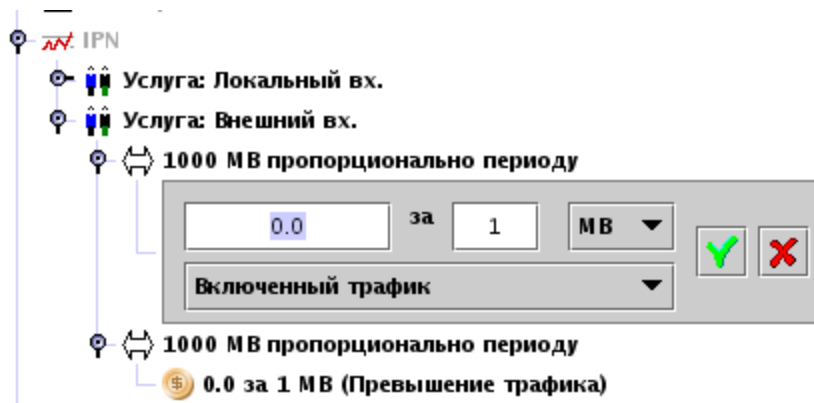 IPN
Услуга: Локальный вх.
Услуга: Внешний вх.
1000 MB пропорционально периоду
0.0 за 1 MB
Включенный трафик
1000 MB пропорционально периоду
0.0 за 1 MB (Превышение трафика)